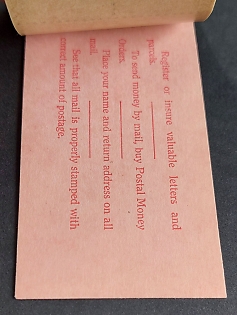 Register or insure valuable letters and
parcels.
To send money by mail, buy Postal Money
Orders.
Place your name and return address on all
mail.
See that all mail is properly stamped with
correct amount of postage.